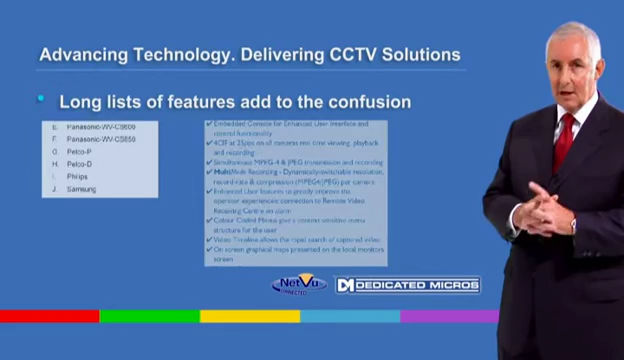 Advancing Technology. Delivering CCTV Solutions
• Long lists of features add to the confusion
E. Panasonic-WV-CS600
F. Panasonic-WV-CS850
G. Pelco-P
H. Pelco-D
I. Philips
J. Samsung
✓ Embedded Console for Enhanced User Interface and
control functionality
✓ 4CIF at 25pps on all cameras real time viewing, playback
and recording
✓ Simultaneous MPEG-4 & JPEG transmission and recording
✓ MultiMode Recording - Dynamically switchable resolution,
record rate & compression (MPEG4/JPEG) per camera
✓ Enhanced User features to greatly improve the
operator experience in connection to Remote Video
Receiving Centre on alarm
✓ Colour Coded Menus give a context sensitive menu
structure for the user
✓ Video Timeline allows the rapid search of captured video
✓ On screen graphical maps presented on the local monitors
screen
NetVu
CONNECTED
DM DEDICATED MICROS